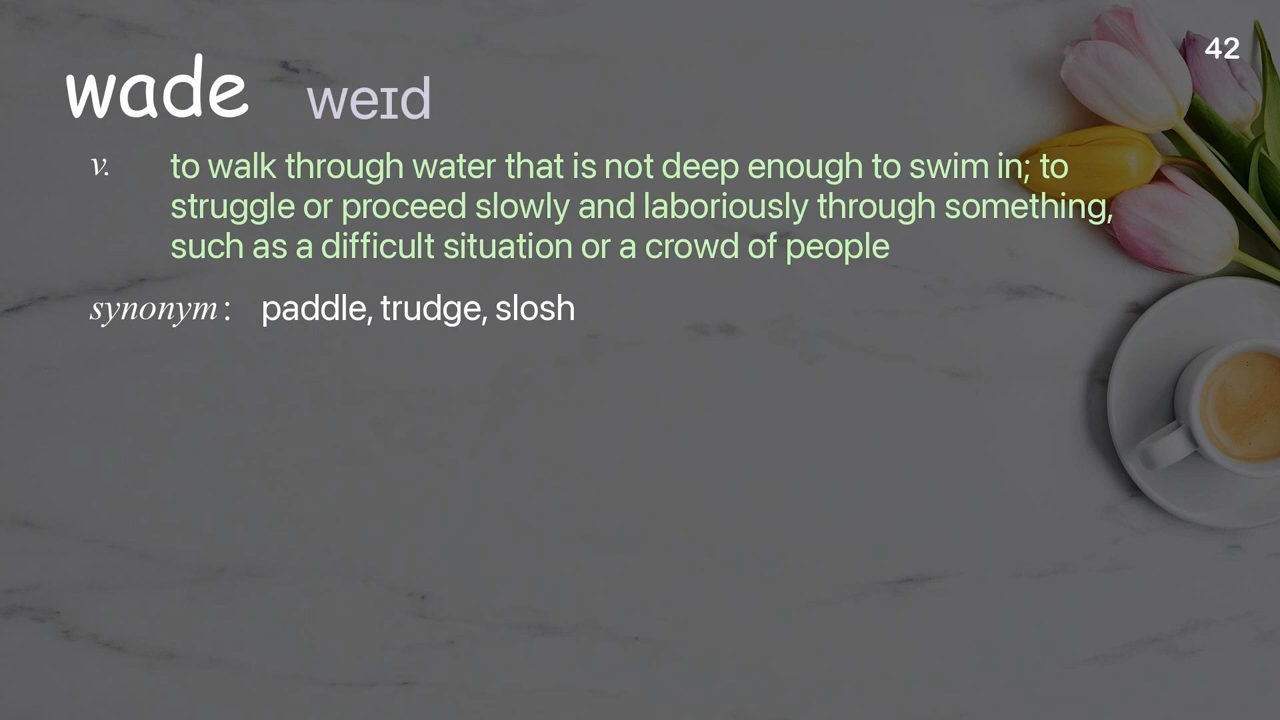 42
wade weɪd
v. to walk through water that is not deep enough to swim in; to
struggle or proceed slowly and laboriously through something,
such as a difficult situation or a crowd of people
synonym : paddle, trudge, slosh